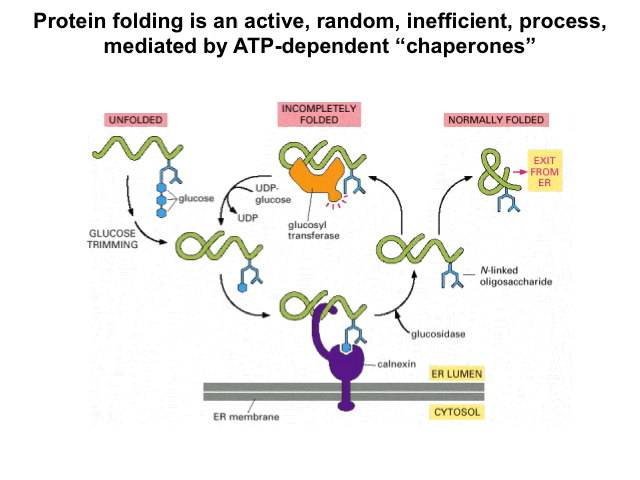 Protein folding is an active, random, inefficient, process,
mediated by ATP-dependent “chaperones”
UNFOLDED
INCOMPLETELY
FOLDED
NORMALLY FOLDED
EXIT
FROM
ER
glucose
UDP-
glucose
UDP
glucosyl
transferase
GLUCOSE
TRIMMING
N-linked
oligosaccharide
glucosidase
calnexin
ER LUMEN
ER membrane
CYTOSOL